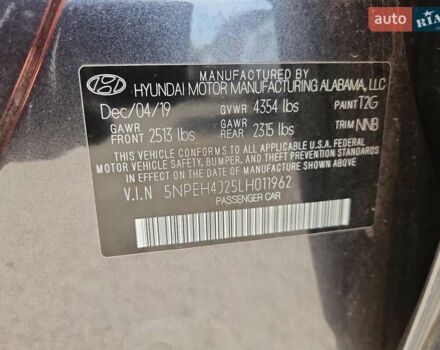 auto
RIA
MANUFACTURED BY
HYUNDAI MOTOR MANUFACTURING ALABAMA, LLC
Dec/04/19 GVWR 4354 lbs PAINT T2G
GAWR FRONT 2513 lbs GAWR REAR 2315 lbs TRIM NNB
THIS VEHICLE CONFORMS TO ALL APPLICABLE U.S.A FEDERAL
MOTOR VEHICLE SAFETY, BUMPER, AND THEFT PREVENTION STANDARDS
IN EFFECT ON THE DATE OF MANUFACTURE SHOWN ABOVE.
V.I.N 5NPEH4J25LH011962
PASSENGER CAR